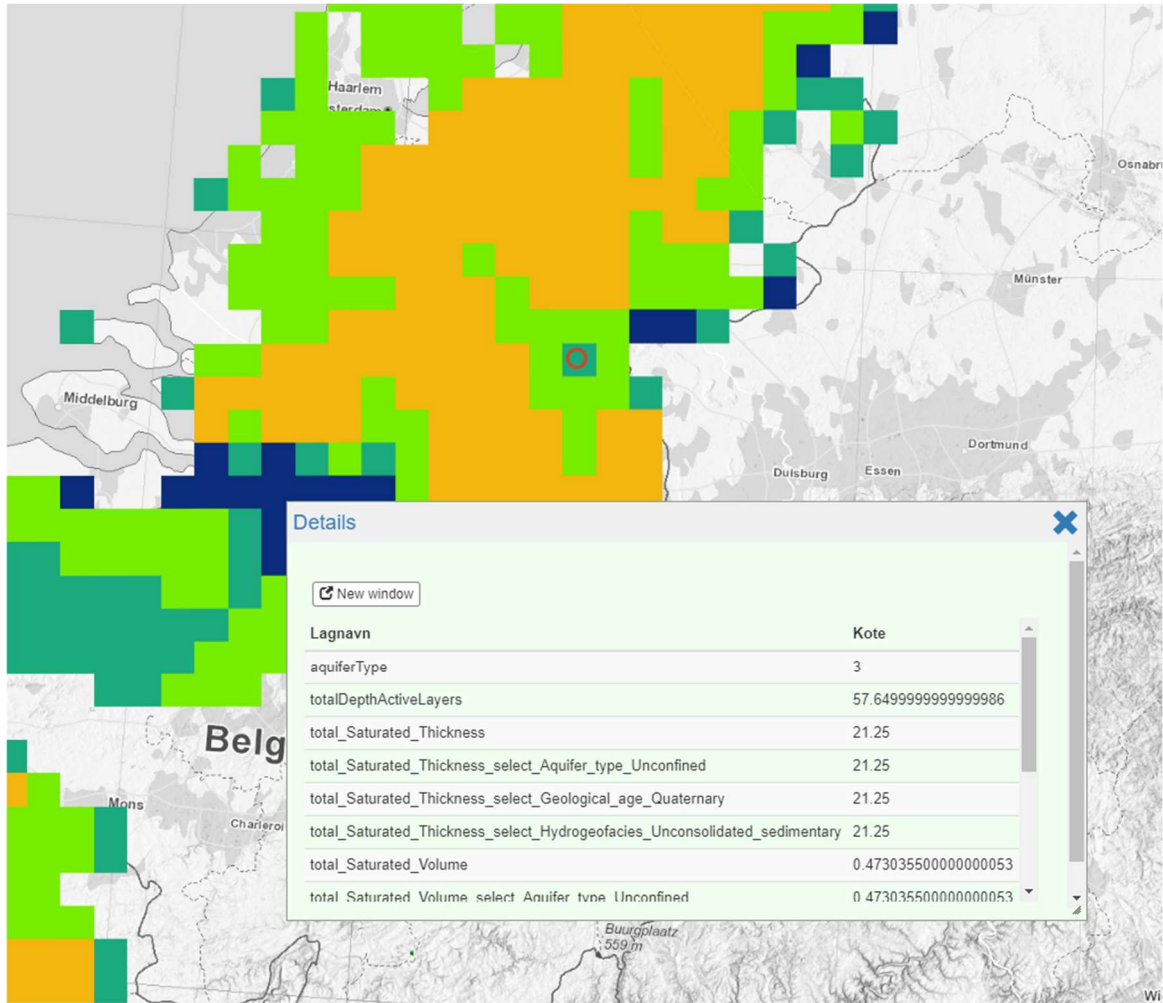 Haarlem
sterdam
Osnabr
Münster
Middelburg
Dortmund
Duisburg
Essen
Details
New window
Lagnavn Kote
aquiferType 3
totalDepthActiveLayers 57.6499999999999986
total_Saturated_Thickness 21.25
total_Saturated_Thickness_select_Aquifer_type_Unconfined 21.25
total_Saturated_Thickness_select_Geological_age_Quaternary 21.25
total_Saturated_Thickness_select_Hydrogeofacies_Unconsolidated_sedimentary 21.25
total_Saturated_Volume 0.473035500000000053
total_Saturated_Volume_select_Aquifer_type_Unconfined 0.473035500000000053
Belg
Mons
Charleroi
Buurgplaatz
559 m
Wi